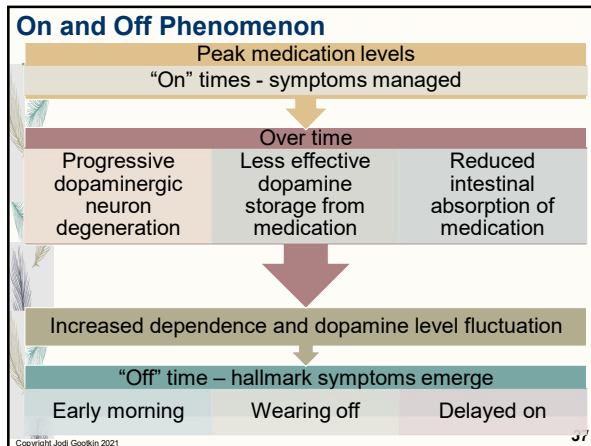 On and Off Phenomenon
Peak medication levels
“On” times - symptoms managed
Over time
Progressive
dopaminergic
neuron
degeneration
Less effective
dopamine
storage from
medication
Reduced
intestinal
absorption of
medication
Increased dependence and dopamine level fluctuation
“Off” time – hallmark symptoms emerge
Early morning
Wearing off
Delayed on
Copyright Jodi Gootkin 2021
37